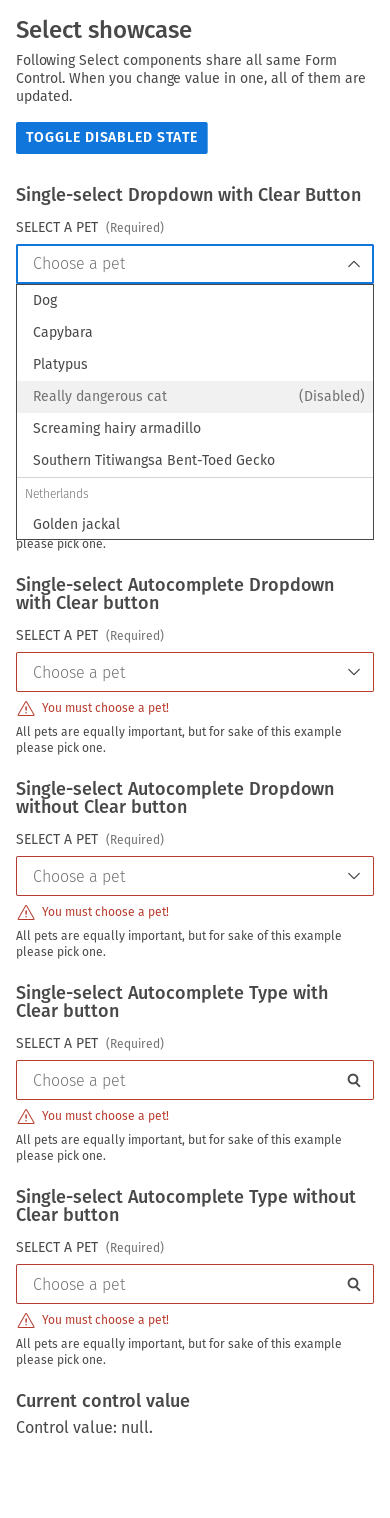 Select showcase
Following Select components share all same Form
Control. When you change value in one, all of them are
updated.
TOGGLE DISABLED STATE
Single-select Dropdown with Clear Button
SELECT A PET (Required)
Choose a pet
Dog
Capybara
Platypus
Really dangerous cat (Disabled)
Screaming hairy armadillo
Southern Titiwangsa Bent-Toed Gecko
Netherlands
Golden jackal
please pick one.
Single-select Autocomplete Dropdown
with Clear button
SELECT A PET (Required)
Choose a pet
You must choose a pet!
All pets are equally important, but for sake of this example
please pick one.
Single-select Autocomplete Dropdown
without Clear button
SELECT A PET (Required)
Choose a pet
You must choose a pet!
All pets are equally important, but for sake of this example
please pick one.
Single-select Autocomplete Type with
Clear button
SELECT A PET (Required)
Choose a pet
You must choose a pet!
All pets are equally important, but for sake of this example
please pick one.
Single-select Autocomplete Type without
Clear button
SELECT A PET (Required)
Choose a pet
You must choose a pet!
All pets are equally important, but for sake of this example
please pick one.
Current control value
Control value: null.